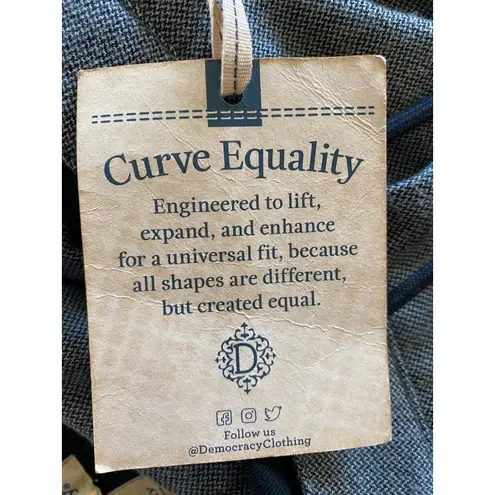 Curve Equality
Engineered to lift,
expand, and enhance
for a universal fit, because
all shapes are different,
but created equal.
D
Follow us
@DemocracyClothing